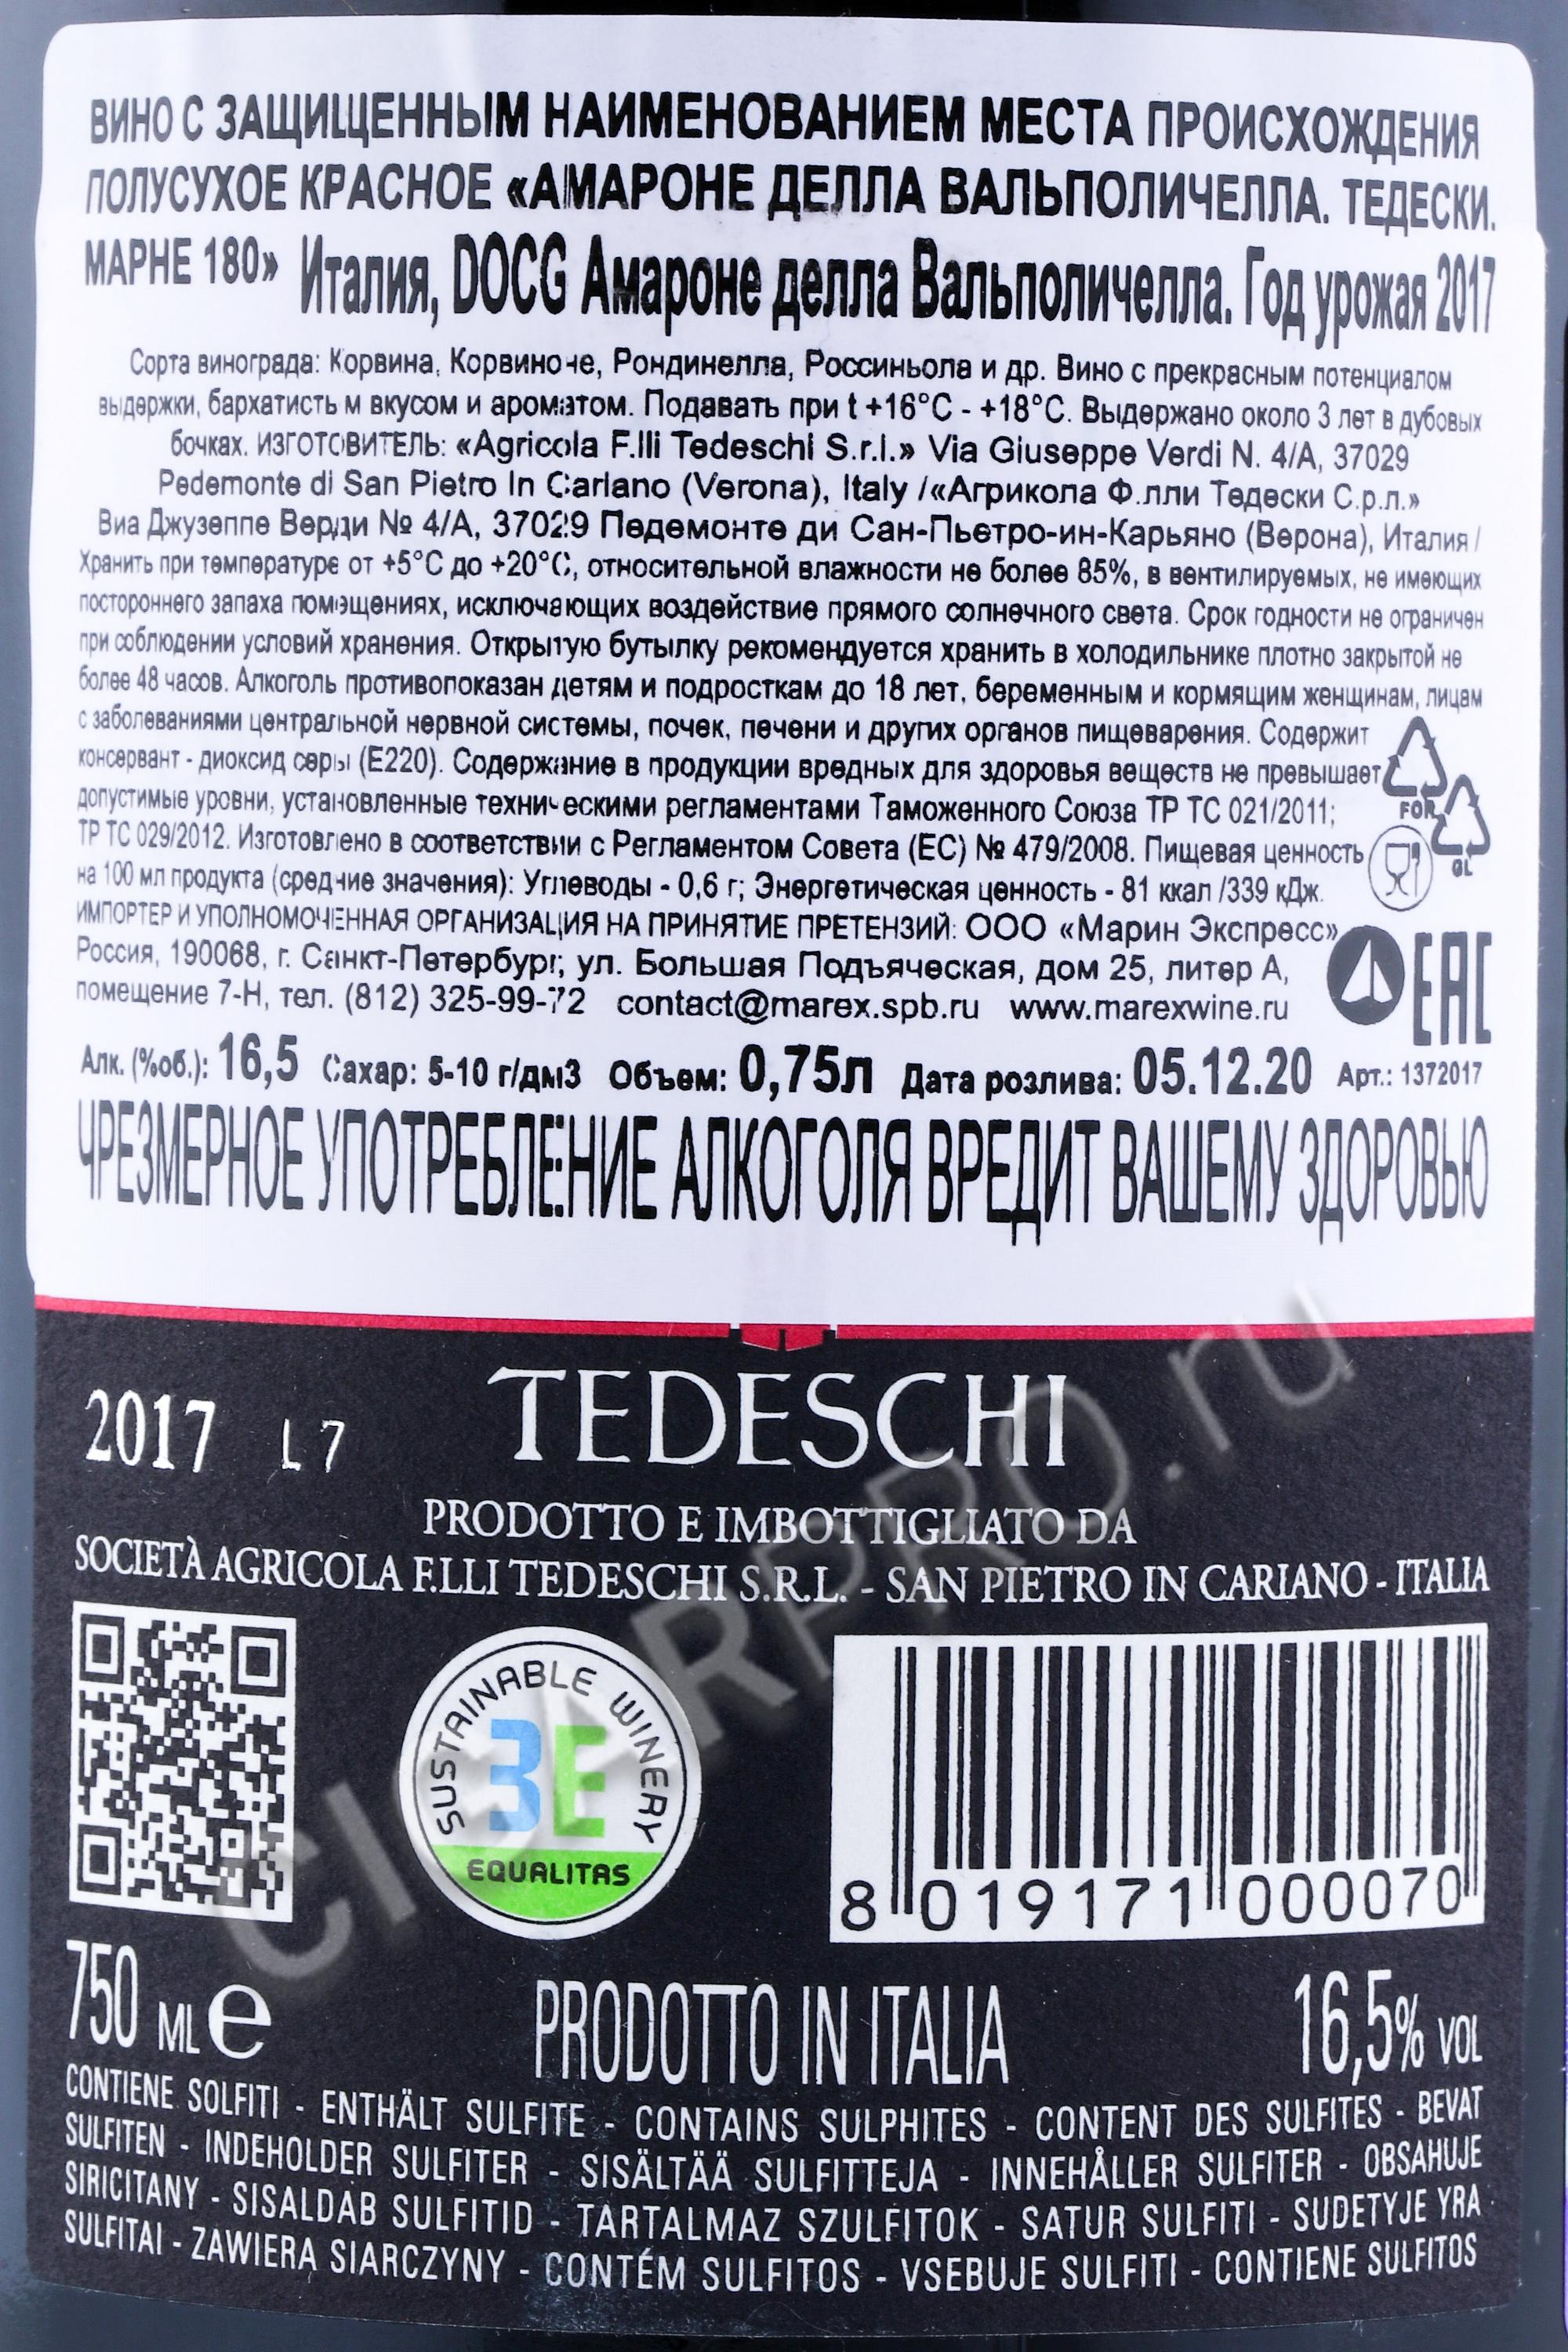 ВИНО С ЗАЩИЩЕННЫМ НАИМЕНОВАНИЕМ МЕСТА ПРОИСХОЖДЕНИЯ
ПОЛУСУХОЕ КРАСНОЕ «АМАРОНЕ ДЕЛЛА ВАЛЬПОЛИЧЕЛЛА. ТЕДЕСКИ.
МАРНЕ 180» Италия, DOCG Амароне делла Вальполичелла. Год урожая 2017
Сорта винограда: Корвина, Корвиноне, Рондинелла, Россиньола и др. Вино с прекрасным потенциалом
выдержки, бархатистым вкусом и ароматом. Подавать при t +16°C - +18°C. Выдержано около 3 лет в дубовых
бочках. ИЗГОТОВИТЕЛЬ: «Agricola F.lli Tedeschi S.r.l.» Via Giuseppe Verdi N. 4/A, 37029
Pedemonte di San Pietro In Cariano (Verona), Italy /«Агрикола Ф.лли Тедески С.р.л.»
Виа Джузеппе Верди № 4/А, 37029 Педемонте ди Сан-Пьетро-ин-Карьяно (Верона), Италия /
Хранить при температуре от +5°C до +20°C, относительной влажности не более 85%, в вентилируемых, не имеющих
постороннего запаха помещениях, исключающих воздействие прямого солнечного света. Срок годности не ограничен
при соблюдении условий хранения. Открытую бутылку рекомендуется хранить в холодильнике плотно закрытой не
более 48 часов. Алкоголь противопоказан детям и подросткам до 18 лет, беременным и кормящим женщинам, лицам
с заболеваниями центральной нервной системы, почек, печени и других органов пищеварения. Содержит
консервант - диоксид серы (E220). Содержание в продукции вредных для здоровья веществ не превышает
допустимые уровни, установленные техническими регламентами Таможенного Союза ТР ТС 021/2011;
ТР ТС 029/2012. Изготовлено в соответствии с Регламентом Совета (ЕС) № 479/2008. Пищевая ценность
на 100 мл продукта (средние значения): Углеводы - 0,6 г; Энергетическая ценность - 81 ккал /339 кДж.
FOR
GL
ИМПОРТЕР И УПОЛНОМОЧЕННАЯ ОРГАНИЗАЦИЯ НА ПРИНЯТИЕ ПРЕТЕНЗИЙ: ООО «Марин Экспресс»
Россия, 190068, г. Санкт-Петербург, ул. Большая Подъяческая, дом 25, литер А,
помещение 7-Н, тел. (812) 325-99-72 contact@marex.spb.ru www.marexwine.ru
EAC
Алк. (%об.): 16,5 Сахар: 5-10 г/дм3 Объем: 0,75л Дата розлива: 05.12.20 Арт.: 1372017
ЧРЕЗМЕРНОЕ УПОТРЕБЛЕНИЕ АЛКОГОЛЯ ВРЕДИТ ВАШЕМУ ЗДОРОВЬЮ
2017 L7 TEDESCHI
PRODOTTO E IMBOTTIGLIATO DA
SOCIETÀ AGRICOLA F.LLI TEDESCHI S.R.L. - SAN PIETRO IN CARIANO - ITALIA
SUSTAINABLE WINERY
3E
EQUALITAS
8 019171 000070
CIGARPRO.ru
750 ML e PRODOTTO IN ITALIA 16,5% VOL
CONTIENE SOLFITI - ENTHÄLT SULFITE - CONTAINS SULPHITES - CONTENT DES SULFITES - BEVAT
SULFITEN - INDEHOLDER SULFITER - SISÄLTÄÄ SULFITTEJA - INNEHÅLLER SULFITER - OBSAHUJE
SIRICITANY - SISALDAB SULFITID - TARTALMAZ SZULFITOK - SATUR SULFITI - SUDETYJE YRA
SULFITAI - ZAWIERA SIARCZYNY - CONTÉM SULFITOS - VSEBUJE SULFITI - CONTIENE SULFITOS